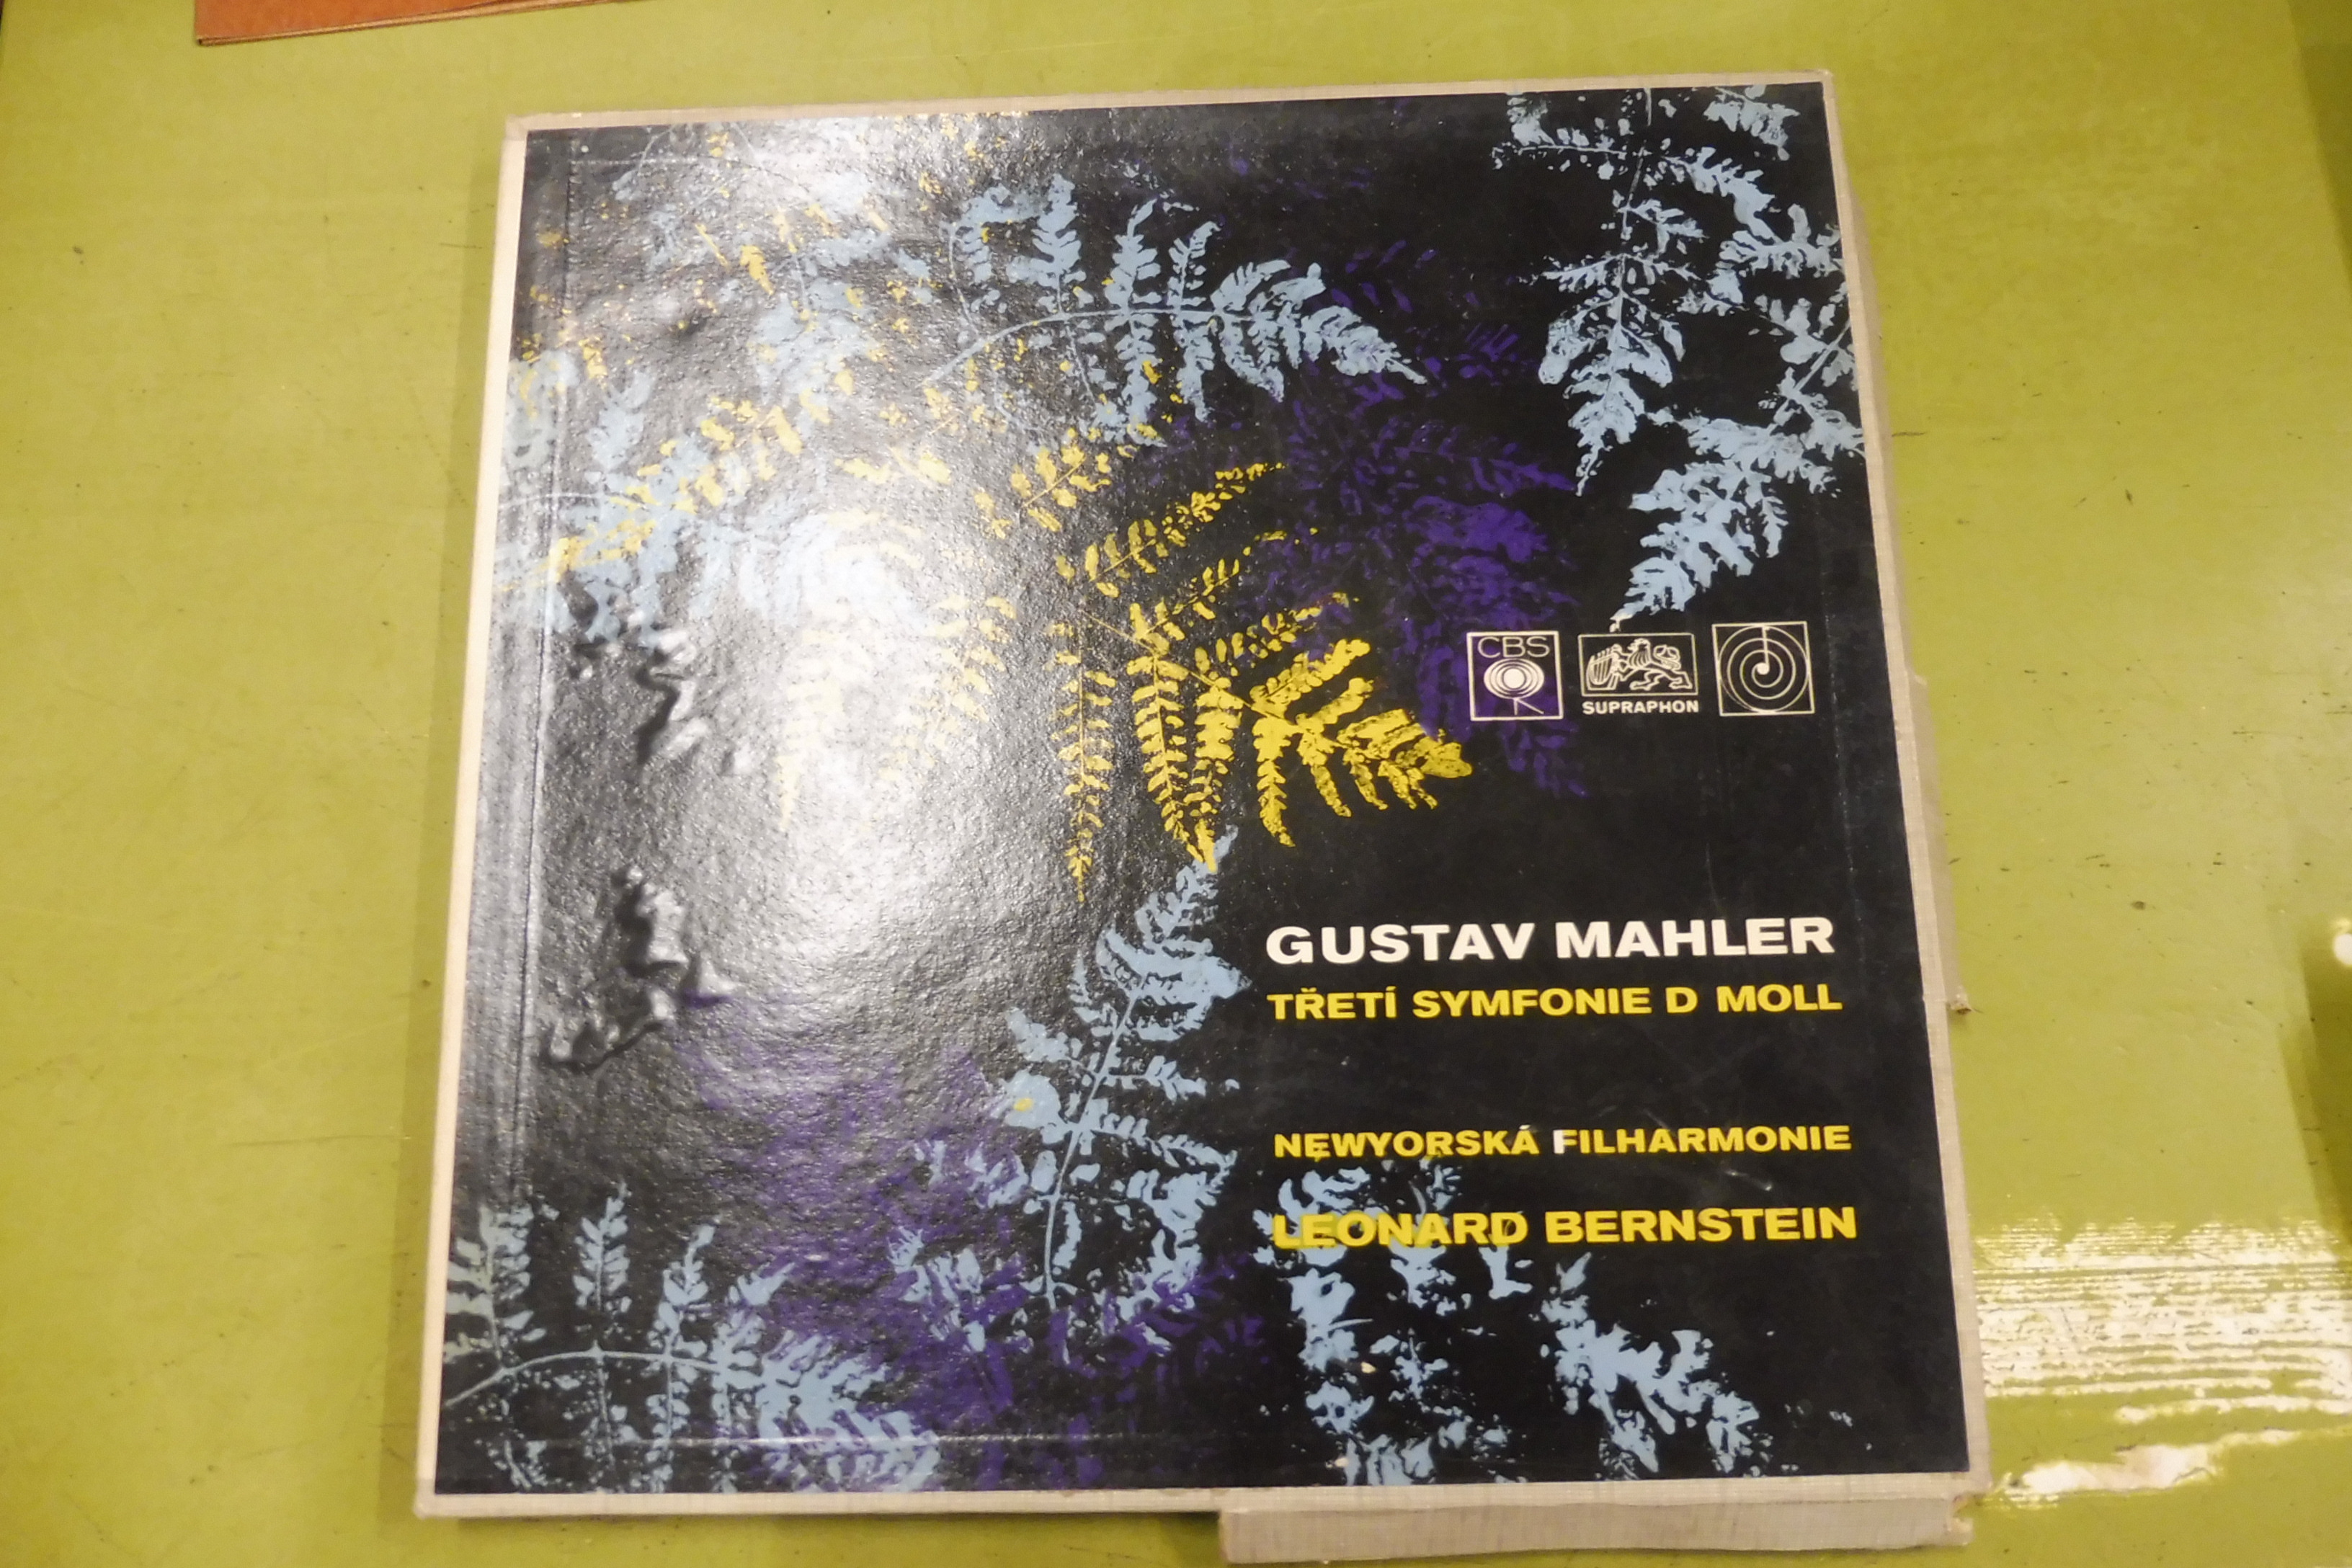 CBS
SUPRAPHON
GUSTAV MAHLER
TŘETÍ SYMFONIE D MOLL
NEWYORSKÁ FILHARMONIE
LEONARD BERNSTEIN